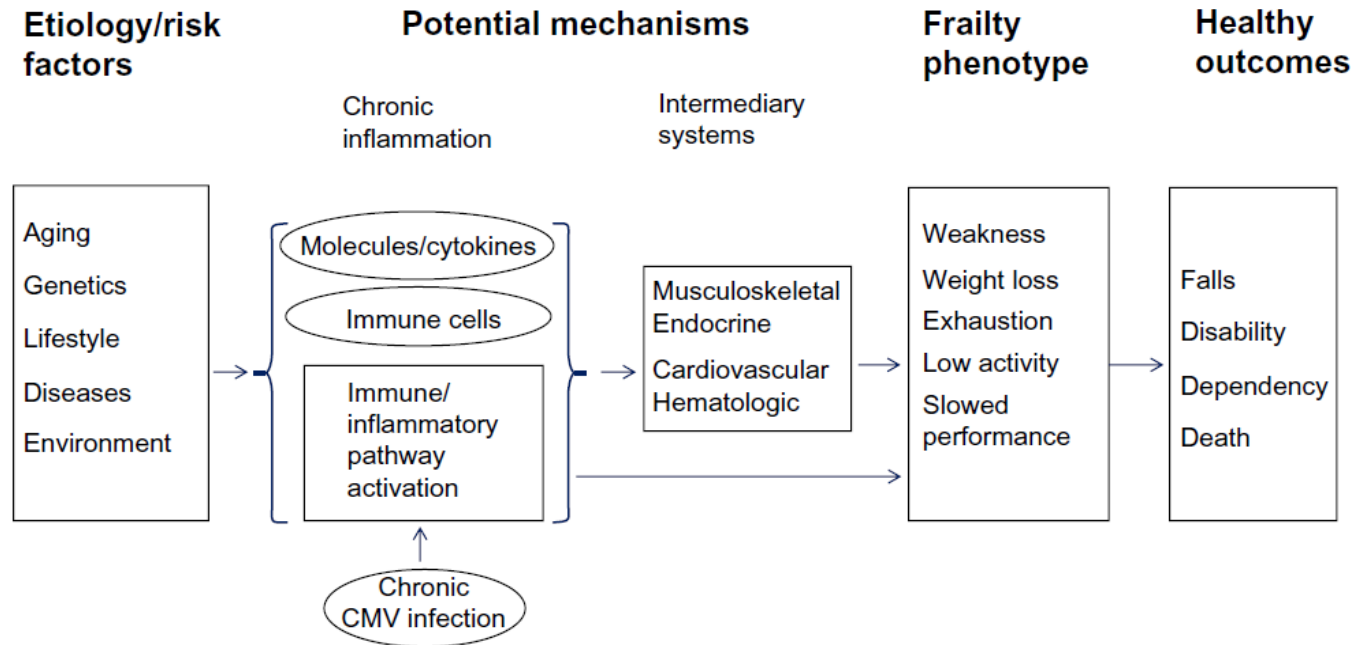 Etiology/risk
factors
Potential mechanisms
Frailty
phenotype
Healthy
outcomes
Chronic
inflammation
Intermediary
systems
Aging
Genetics
Lifestyle
Diseases
Environment
Molecules/cytokines
Immune cells
Immune/
inflammatory
pathway
activation
Chronic
CMV infection
Musculoskeletal
Endocrine
Cardiovascular
Hematologic
Weakness
Weight loss
Exhaustion
Low activity
Slowed
performance
Falls
Disability
Dependency
Death